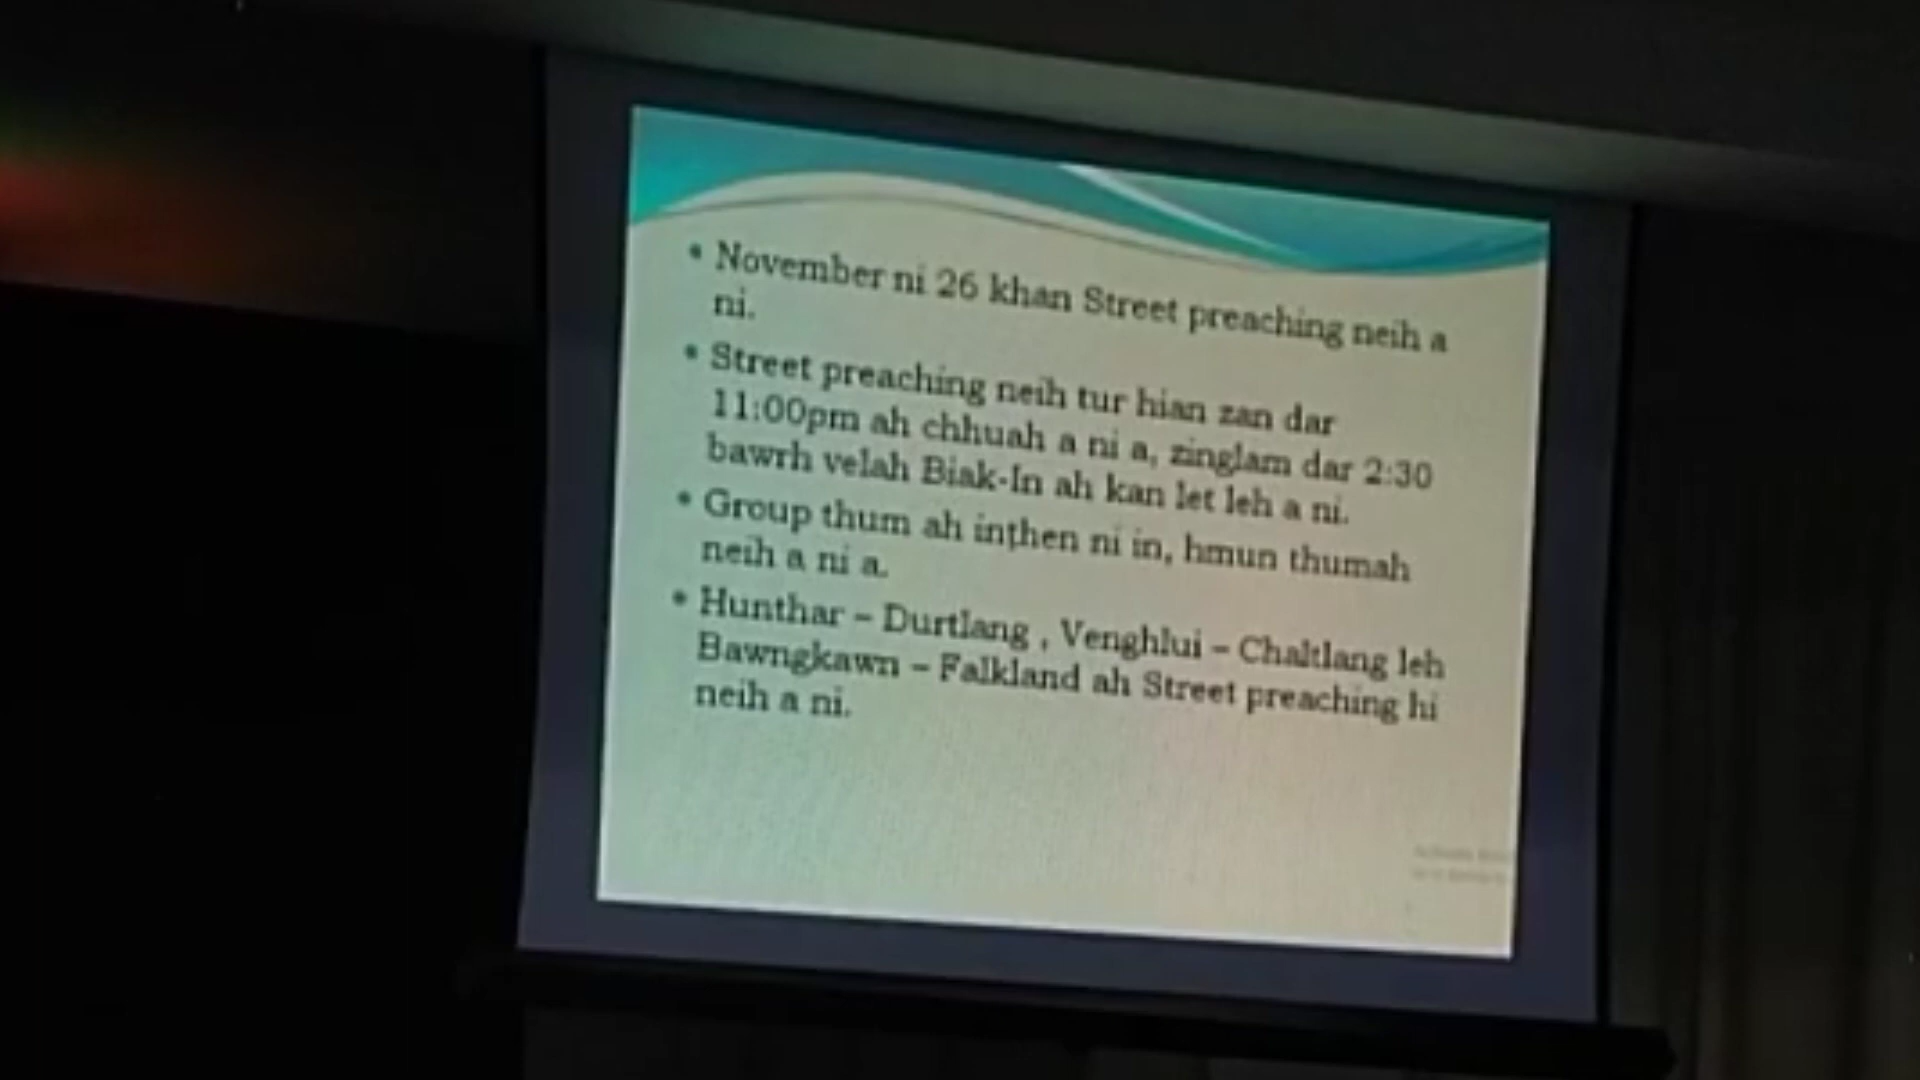 • November ni 26 khan Street preaching neih a
ni.
• Street preaching neih tur hian zan dar
11:00pm ah chhuah a ni a, zinglam dar 2:30
bawrh velah Biak-In ah kan let leh a ni.
• Group thum ah inṭhen ni in, hmun thumah
neih a ni a.
• Hunthar – Durtlang , Venghlui – Chaltlang leh
Bawngkawn – Falkland ah Street preaching hi
neih a ni.